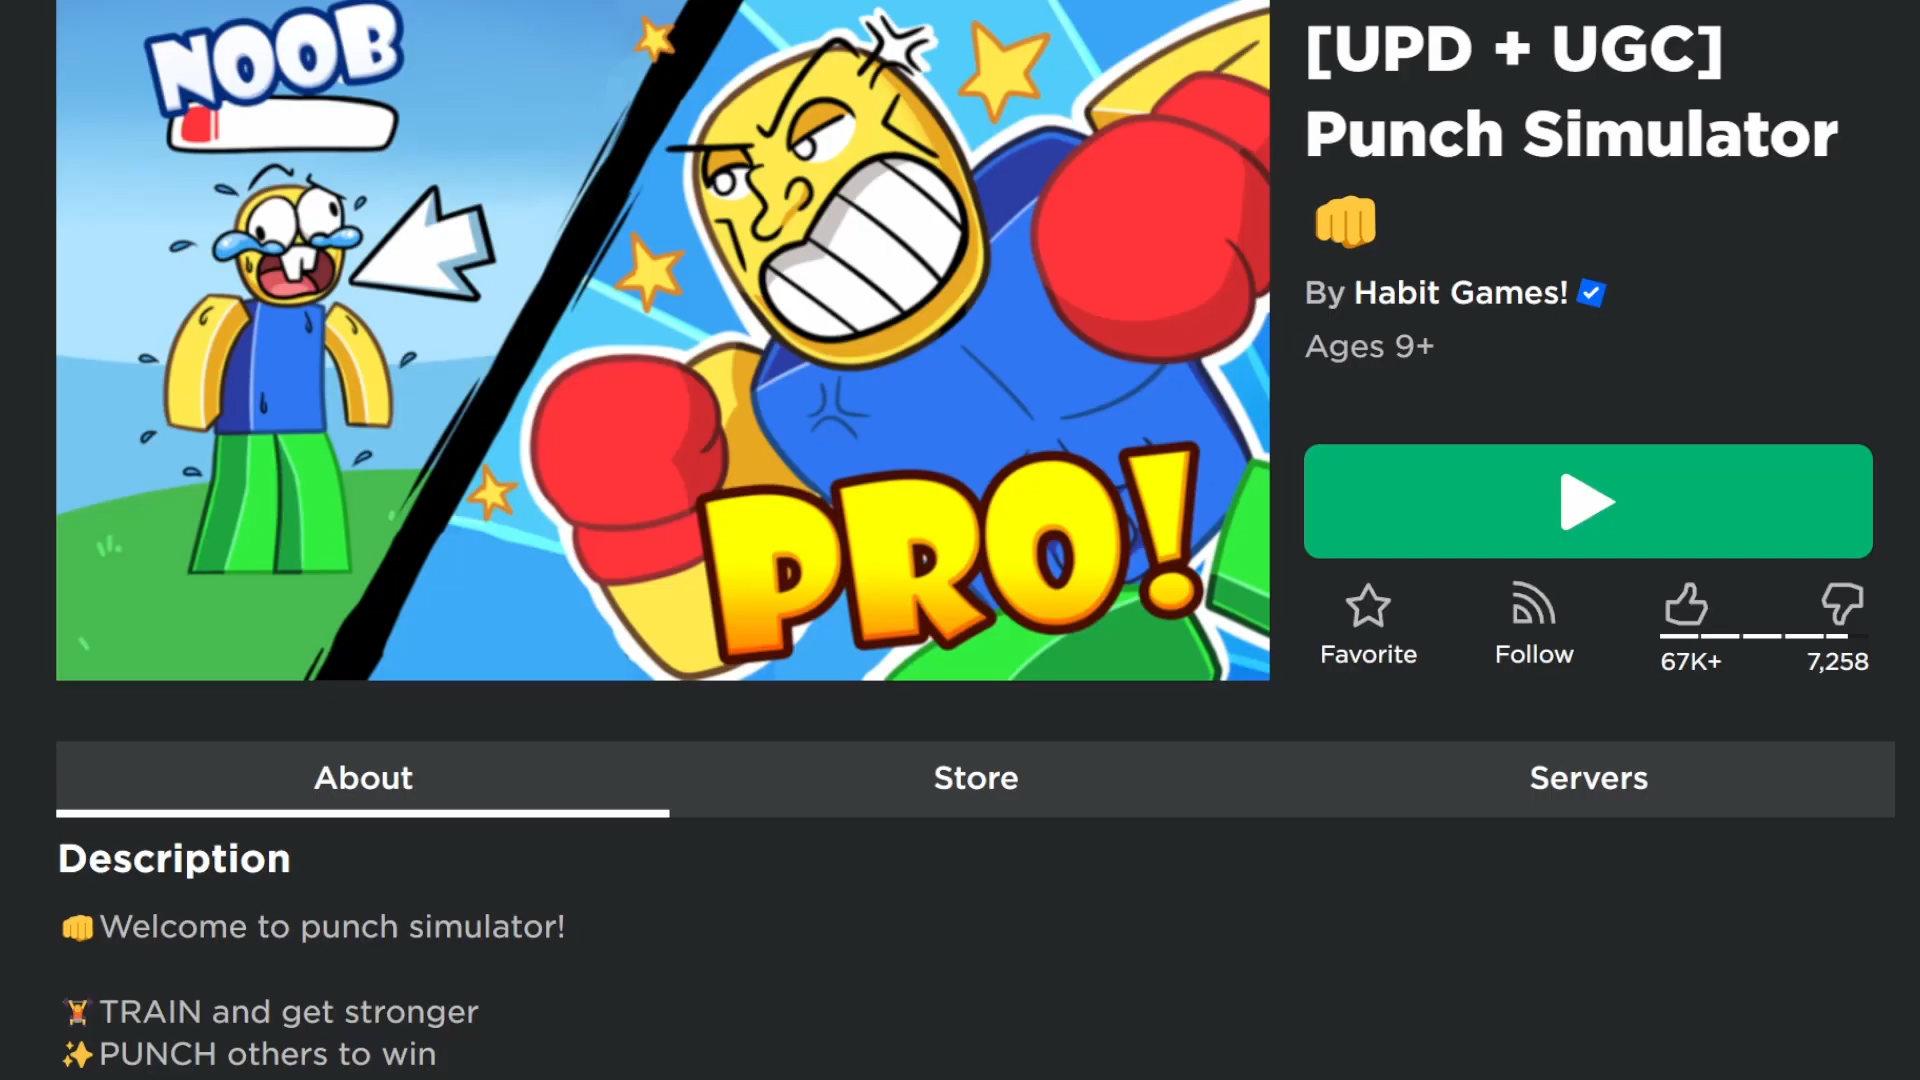 NOOB
PRO!
[UPD + UGC]
Punch Simulator
👊
By Habit Games!
Ages 9+
Favorite
Follow
67K+
7,258
About
Store
Servers
Description
👊Welcome to punch simulator!
🏋️TRAIN and get stronger
✨PUNCH others to win